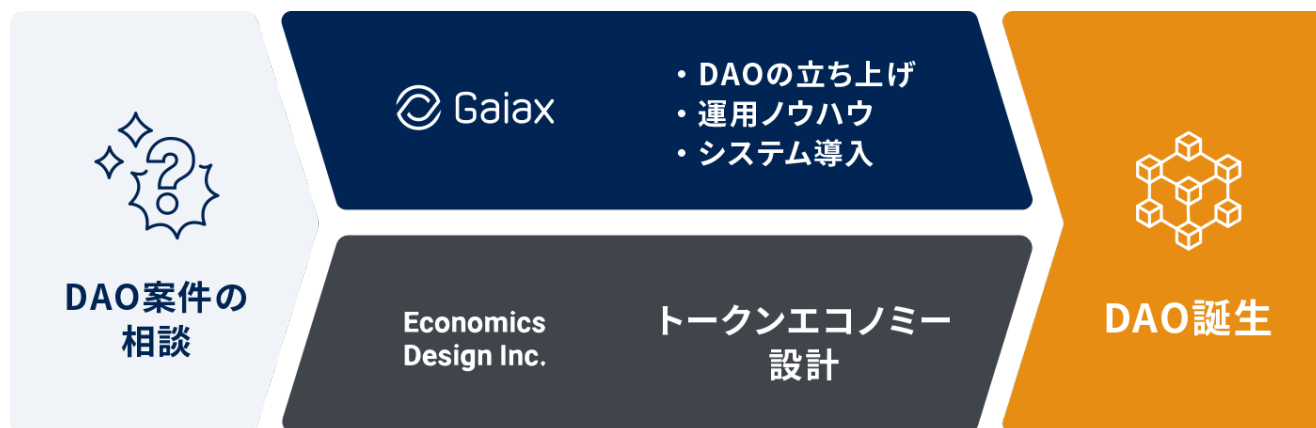 DAO案件の
相談
Gaiax
・DAOの立ち上げ
・運用ノウハウ
・システム導入
Economics
Design Inc.
トークンエコノミー
設計
DAO誕生